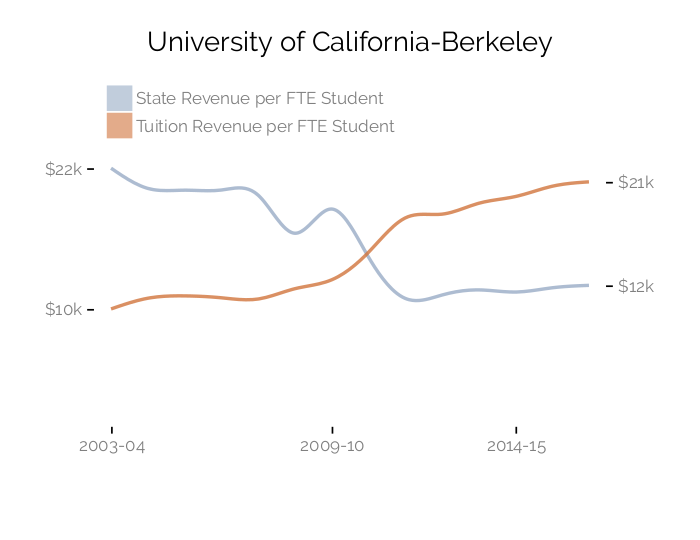 University of California-Berkeley
State Revenue per FTE Student
Tuition Revenue per FTE Student
$22k
$21k
$12k
$10k
2003-04 2009-10 2014-15